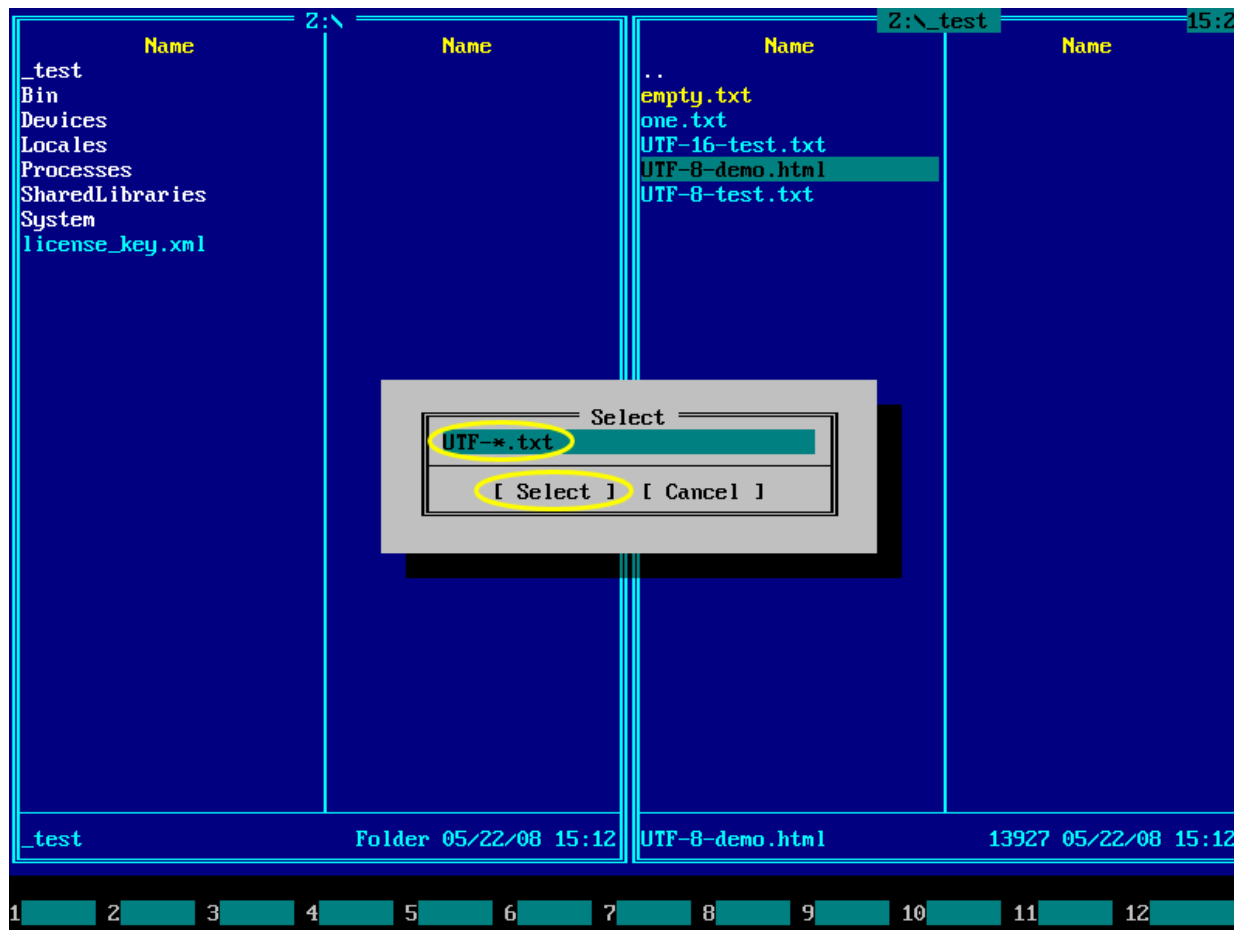 Z:\ Z:\_test 15:2
Name Name Name Name
_test ..
Bin empty.txt
Devices one.txt
Locales UTF-16-test.txt
Processes UTF-8-demo.html
SharedLibraries UTF-8-test.txt
System
license_key.xml
Select
UTF-*.txt
[ Select ] [ Cancel ]
_test Folder 05/22/08 15:12 UTF-8-demo.html 13927 05/22/08 15:12
1 2 3 4 5 6 7 8 9 10 11 12